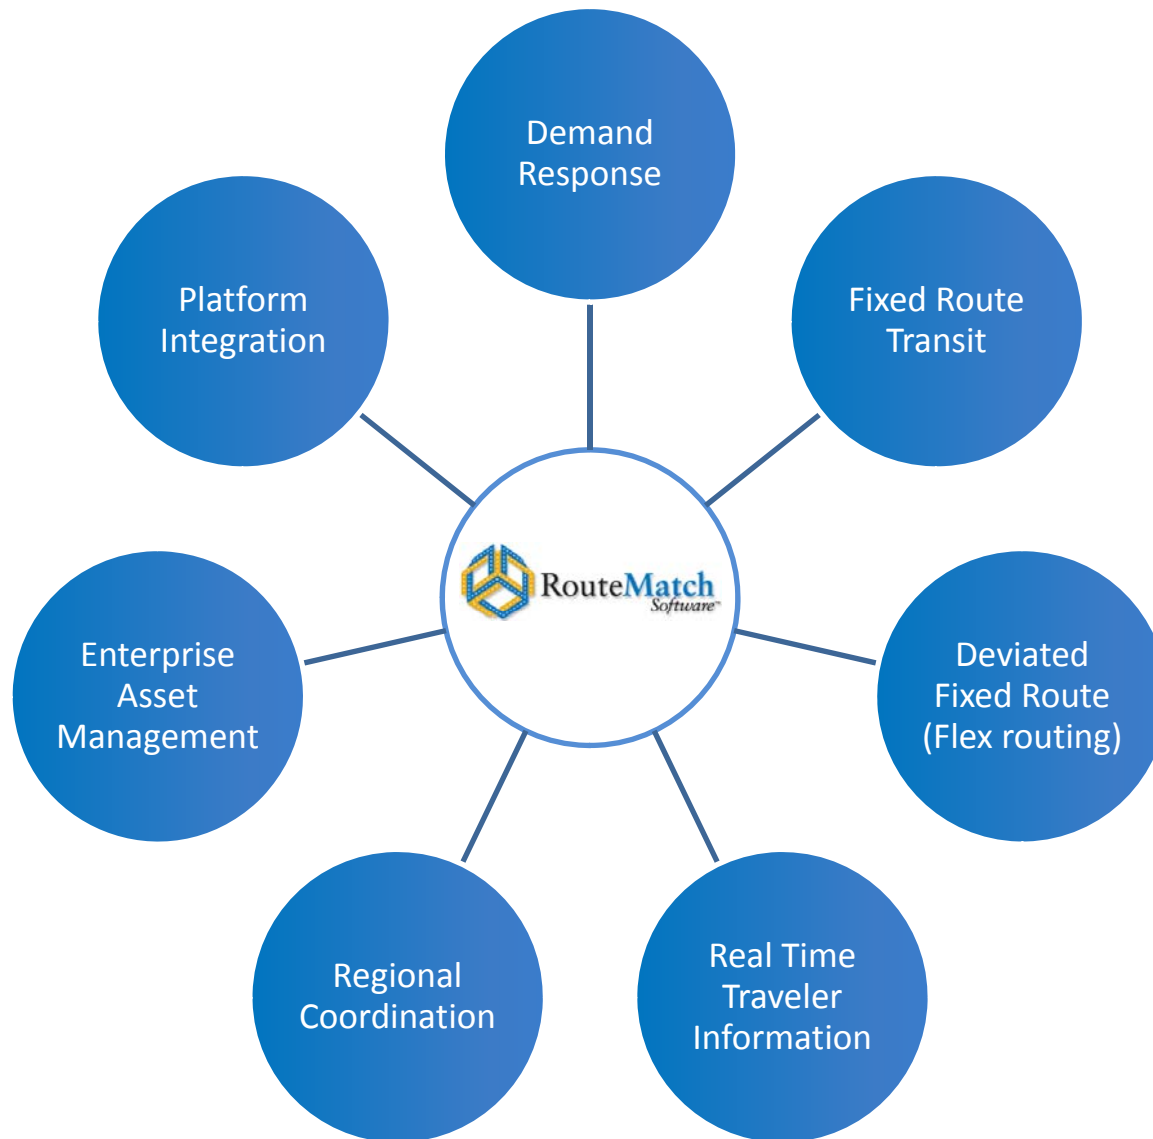 Demand
Response
Platform
Integration
Fixed Route
Transit
RouteMatch
Software™
Enterprise
Asset
Management
Deviated
Fixed Route
(Flex routing)
Regional
Coordination
Real Time
Traveler
Information